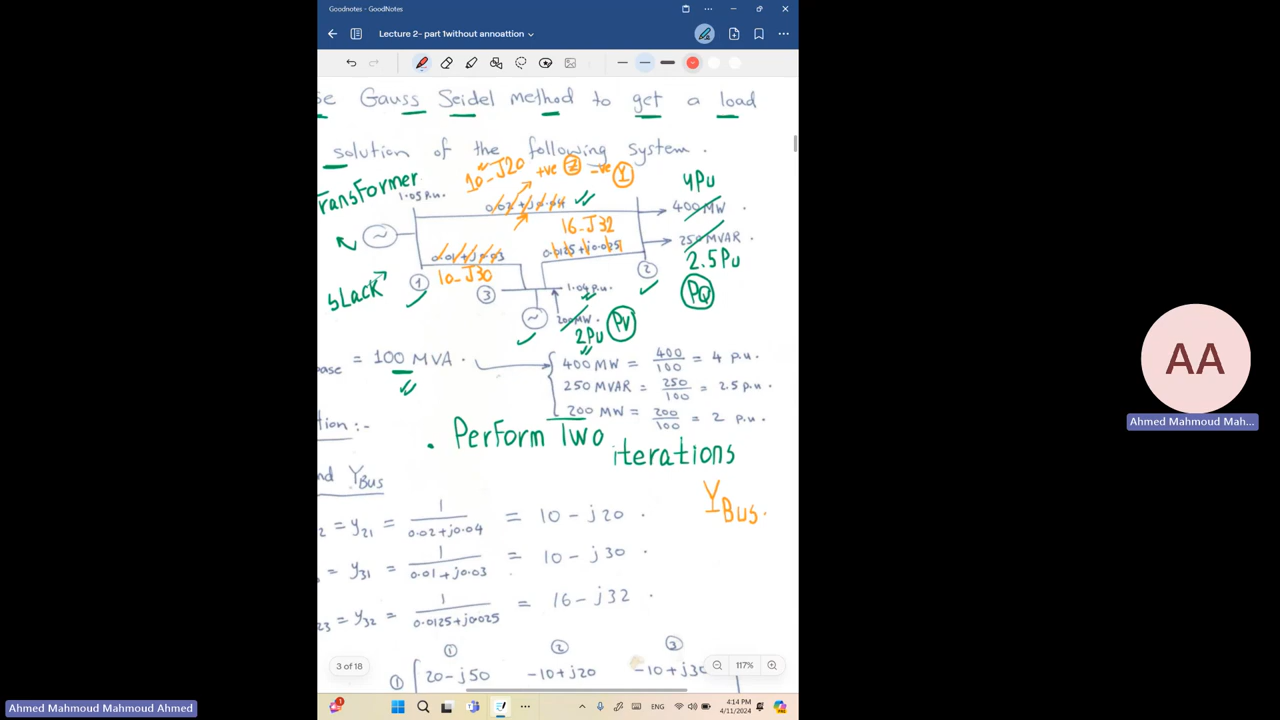 Goodnotes - GoodNotes
Lecture 2- part 1without annoattion
se Gauss Seidel method to get a load
solution of the following system.
10-J20 +ve Z -ve Y
Transformer
1.05 P.u.
0.02 + j0.04
4Pu
400 MW
16-J32
250 MVAR
0.01 + j0.03
0.0125+j0.025
2.5Pu
10-J30
1
2
sLack
3
1.04 p.u.
PQ
200 MW
2Pu
PV
base = 100 MVA
400 MW = 400/100 = 4 p.u.
250 MVAR = 250/100 = 2.5 p.u.
200 MW = 200/100 = 2 p.u.
tion :-
. Perform Two
iterations
nd YBus
YBus.
2 = y21 = 1/0.02+j0.04 = 10 - j20 .
= y31 = 1/0.01+j0.03 = 10 - j30 .
23 = y32 = 1/0.0125+j0.025 = 16 - j32 .
1 2 3
1 20 - j50 -10 + j20 -10 + j30
3 of 18
117%
AA
Ahmed Mahmoud Mah...
Ahmed Mahmoud Mahmoud Ahmed
ENG
4:14 PM
4/11/2024